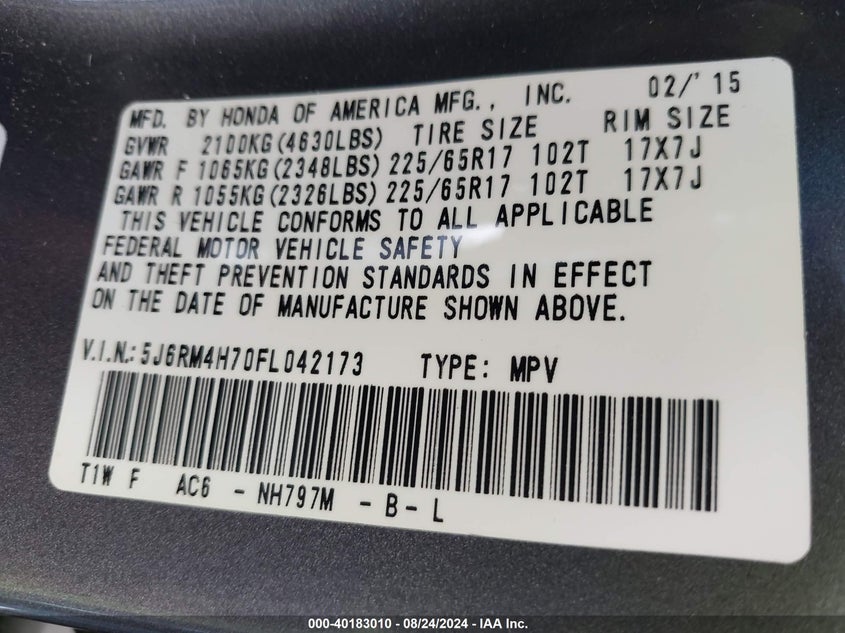 MFD. BY HONDA OF AMERICA MFG., INC. 02/'15
GVWR 2100KG(4630LBS) TIRE SIZE RIM SIZE
GAWR F 1065KG(2348LBS) 225/65R17 102T 17X7J
GAWR R 1055KG(2326LBS) 225/65R17 102T 17X7J
THIS VEHICLE CONFORMS TO ALL APPLICABLE
FEDERAL MOTOR VEHICLE SAFETY
AND THEFT PREVENTION STANDARDS IN EFFECT
ON THE DATE OF MANUFACTURE SHOWN ABOVE.
V.I.N.: 5J6RM4H70FL042173 TYPE: MPV
T1W F AC6 - NH797M - B - L
000-40183010 - 08/24/2024 - IAA Inc.